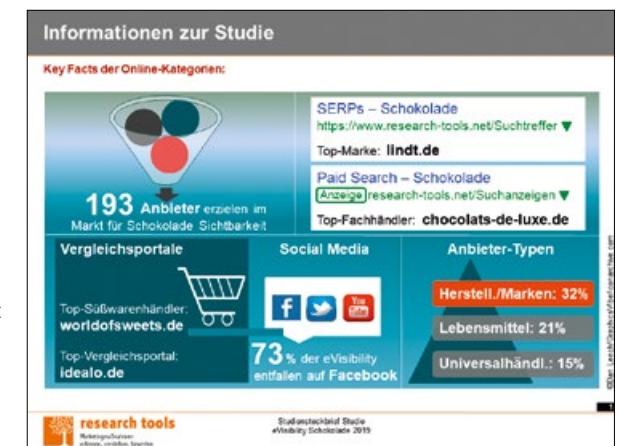 Informationen zur Studie
Key Facts der Online-Kategorien:
193 Anbieter erzielen im
Markt für Schokolade Sichtbarkeit
SERPs – Schokolade
https://www.research-tools.net/Suchtreffer ▼
Top-Marke: lindt.de
Paid Search – Schokolade
Anzeige research-tools.net/Suchanzeigen ▼
Top-Fachhändler: chocolats-de-luxe.de
Vergleichsportale
Top-Süßwarenhändler:
worldofsweets.de
Top-Vergleichsportal:
idealo.de
Social Media
f
You
Tube
73 % der eVisibility
entfallen auf Facebook
Anbieter-Typen
Herstell./Marken: 32%
Lebensmittel: 21%
Universalhändl.: 15%
research tools
Studiensteckbrief Studie
eVisibility Schokolade 2019